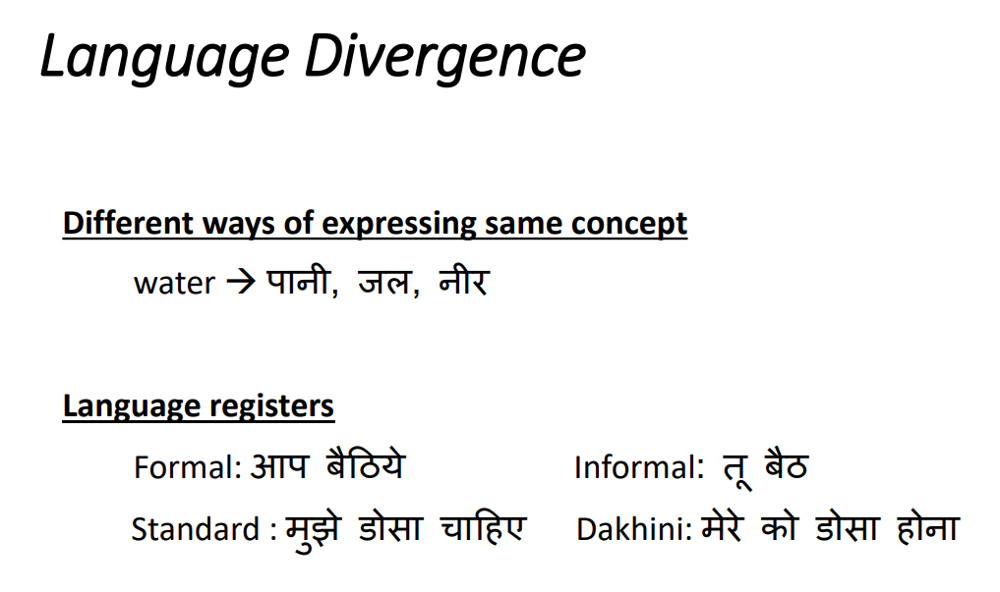 Language Divergence
Different ways of expressing same concept
water → पानी, जल, नीर
Language registers
Formal: आप बैठिये Informal: तू बैठ
Standard : मुझे डोसा चाहिए Dakhini: मेरे को डोसा होना